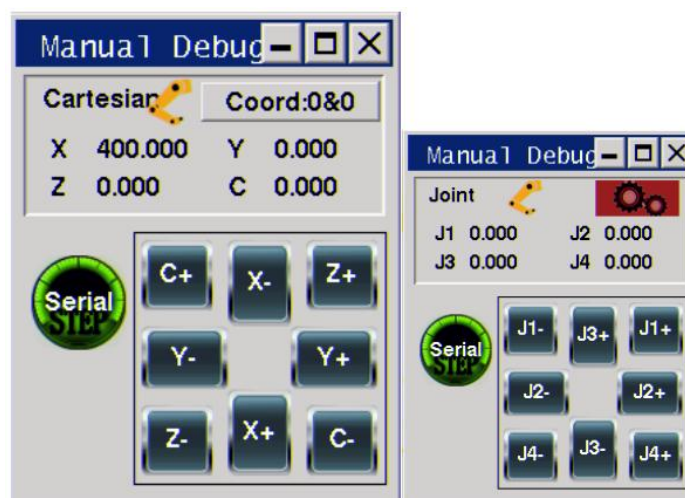 Manual Debug
Cartesian
Coord:0&0
X 400.000 Y 0.000
Z 0.000 C 0.000
Serial
STEP
C+ X- Z+
Y- Y+
Z- X+ C-
Manual Debug
Joint
J1 0.000 J2 0.000
J3 0.000 J4 0.000
Serial
STEP
J1- J3+ J1+
J2- J2+
J4- J3- J4+